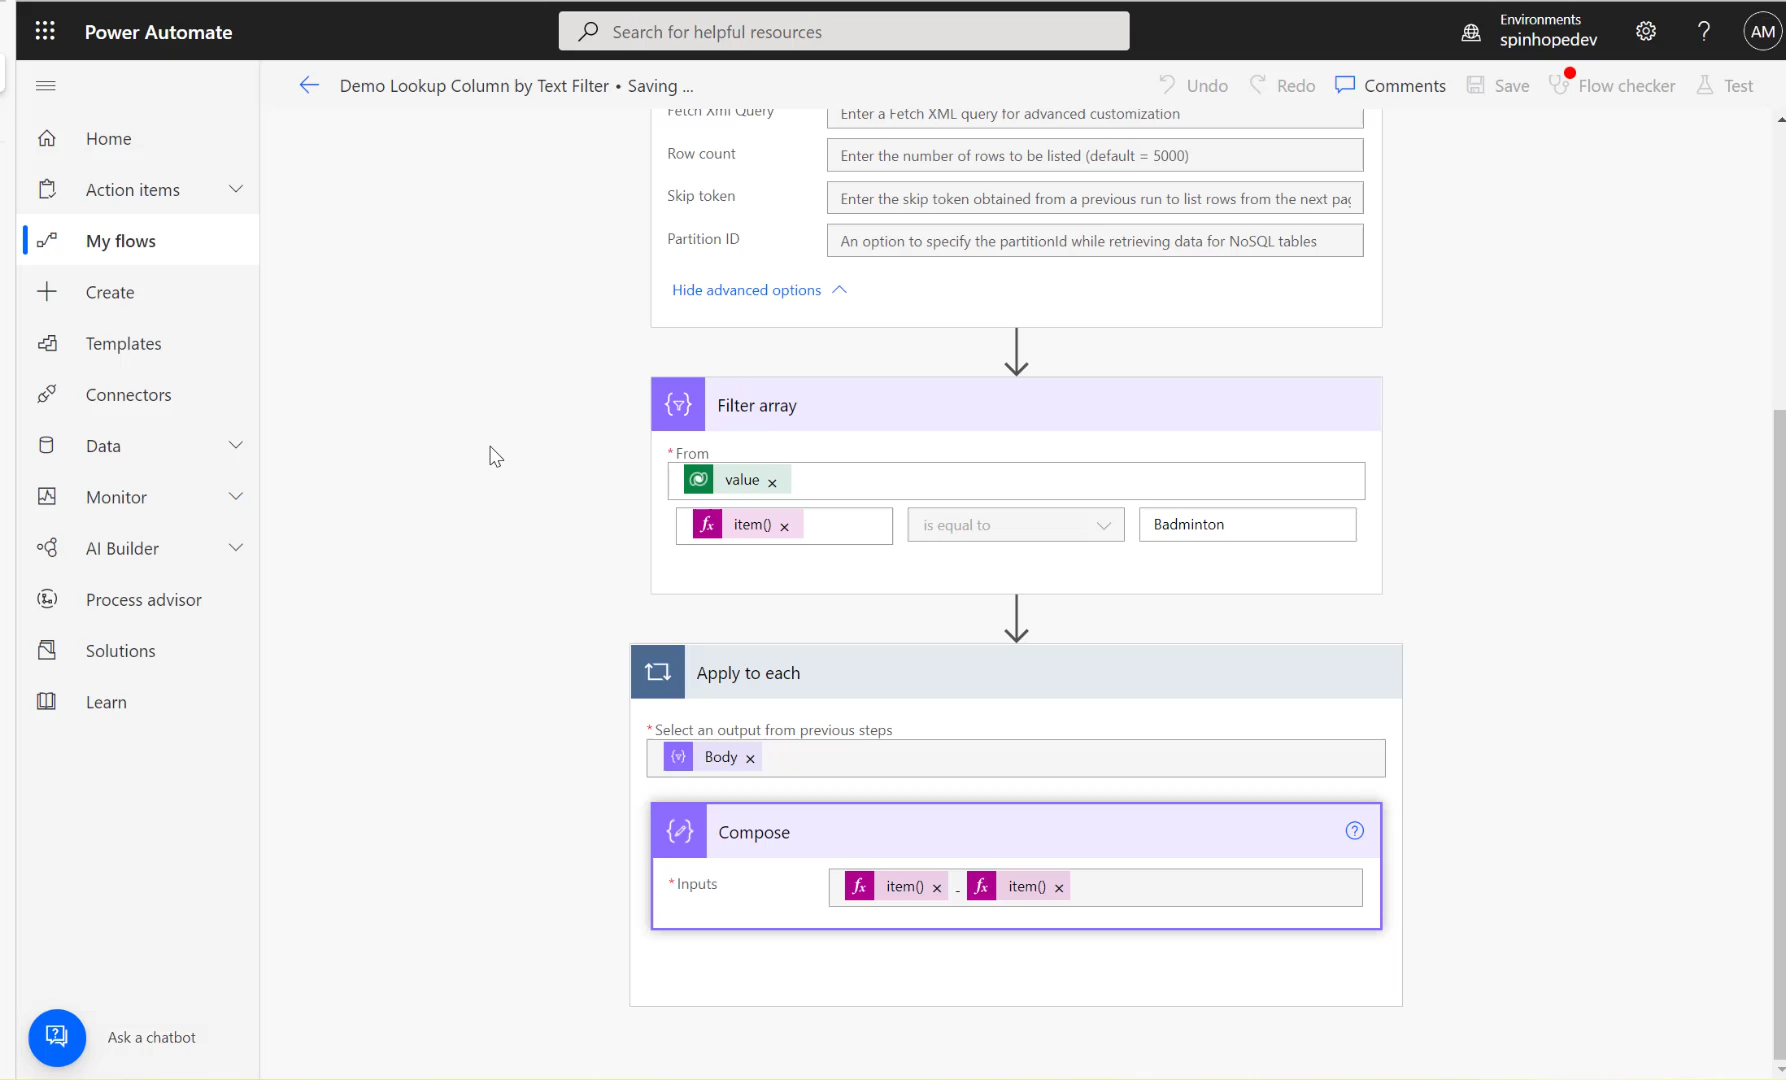 Power Automate
Search for helpful resources
Environments
spinhopedev
?
AM
Demo Lookup Column by Text Filter • Saving ...
Undo
Redo
Comments
Save
Flow checker
Test
Home
Action items
My flows
Create
Templates
Connectors
Data
Monitor
AI Builder
Process advisor
Solutions
Learn
Ask a chatbot
Fetch Xml Query
Enter a Fetch XML query for advanced customization
Row count
Enter the number of rows to be listed (default = 5000)
Skip token
Enter the skip token obtained from a previous run to list rows from the next pag
Partition ID
An option to specify the partitionId while retrieving data for NoSQL tables
Hide advanced options
Filter array
* From
value ×
fx item() ×
is equal to
Badminton
Apply to each
* Select an output from previous steps
Body ×
Compose
?
* Inputs
fx item() × - fx item() ×